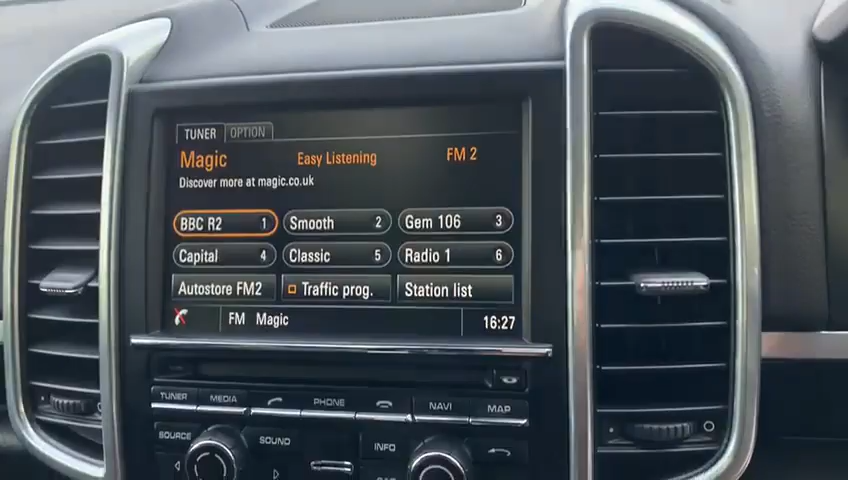 TUNER OPTION
Magic Easy Listening FM 2
Discover more at magic.co.uk
BBC R2 1 Smooth 2 Gem 106 3
Capital 4 Classic 5 Radio 1 6
Autostore FM2 Traffic prog. Station list
FM Magic 16:27
TUNER MEDIA PHONE NAVI MAP
SOURCE SOUND INFO